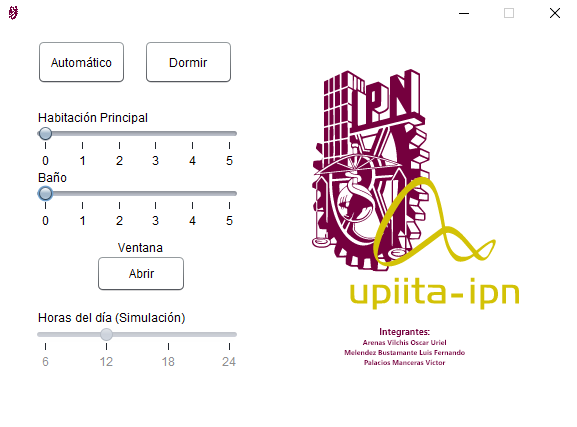 Automático Dormir
Habitación Principal
0 1 2 3 4 5
Baño
0 1 2 3 4 5
Ventana
Abrir
Horas del día (Simulación)
6 12 18 24
IPN
upiita-ipn
Integrantes:
Arenas Vilchis Oscar Uriel
Melendez Bustamante Luis Fernando
Palacios Manceras Victor